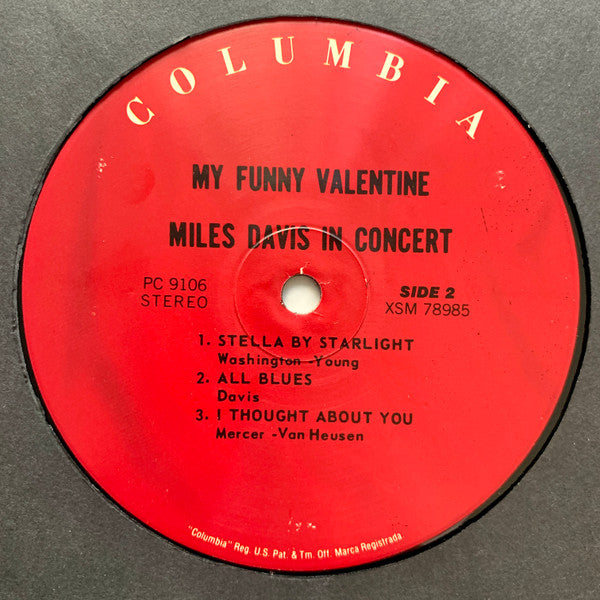 COLUMBIA
MY FUNNY VALENTINE
MILES DAVIS IN CONCERT
PC 9106
STEREO
SIDE 2
XSM 78985
1. STELLA BY STARLIGHT
Washington -Young
2. ALL BLUES
Davis
3. I THOUGHT ABOUT YOU
Mercer -Van Heusen
"Columbia" Reg. U.S. Pat. & Tm. Off. Marca Registrada.